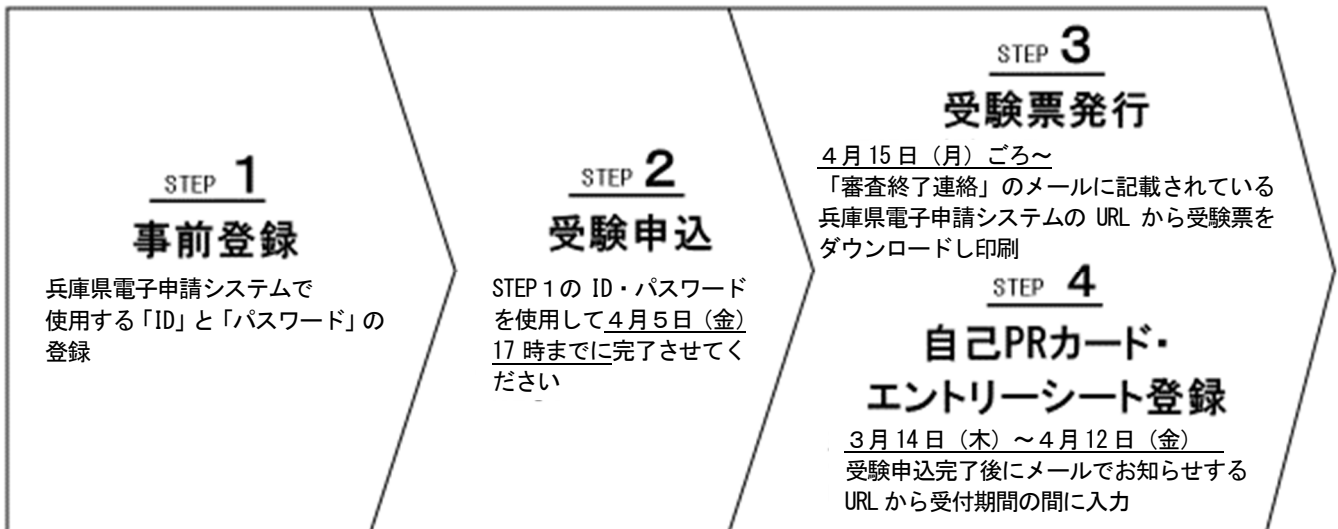 STEP 1
事前登録
兵庫県電子申請システムで
使用する「ID」と「パスワード」の
登録
STEP 2
受験申込
STEP１の ID・パスワード
を使用して４月５日（金）
17 時までに完了させてく
ださい
STEP 3
受験票発行
４月 15 日（月）ごろ～
「審査終了連絡」のメールに記載されている
兵庫県電子申請システムの URL から受験票を
ダウンロードし印刷
STEP 4
自己PRカード・
エントリーシート登録
３月 14 日（木）～４月 12 日（金）
受験申込完了後にメールでお知らせする
URL から受付期間の間に入力